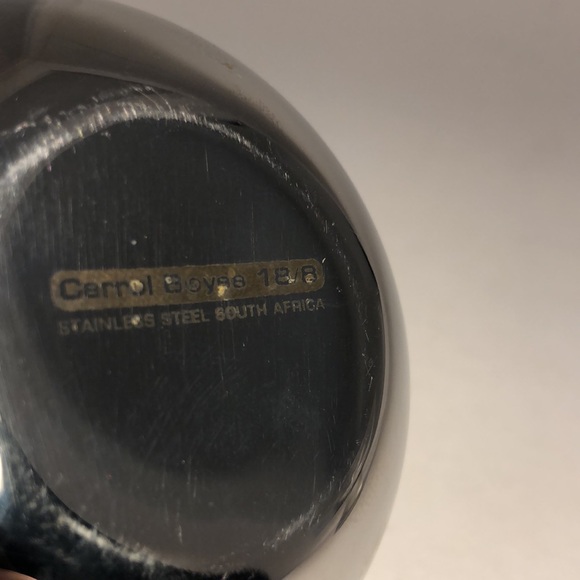 Carrol Boyes 18/8
STAINLESS STEEL SOUTH AFRICA